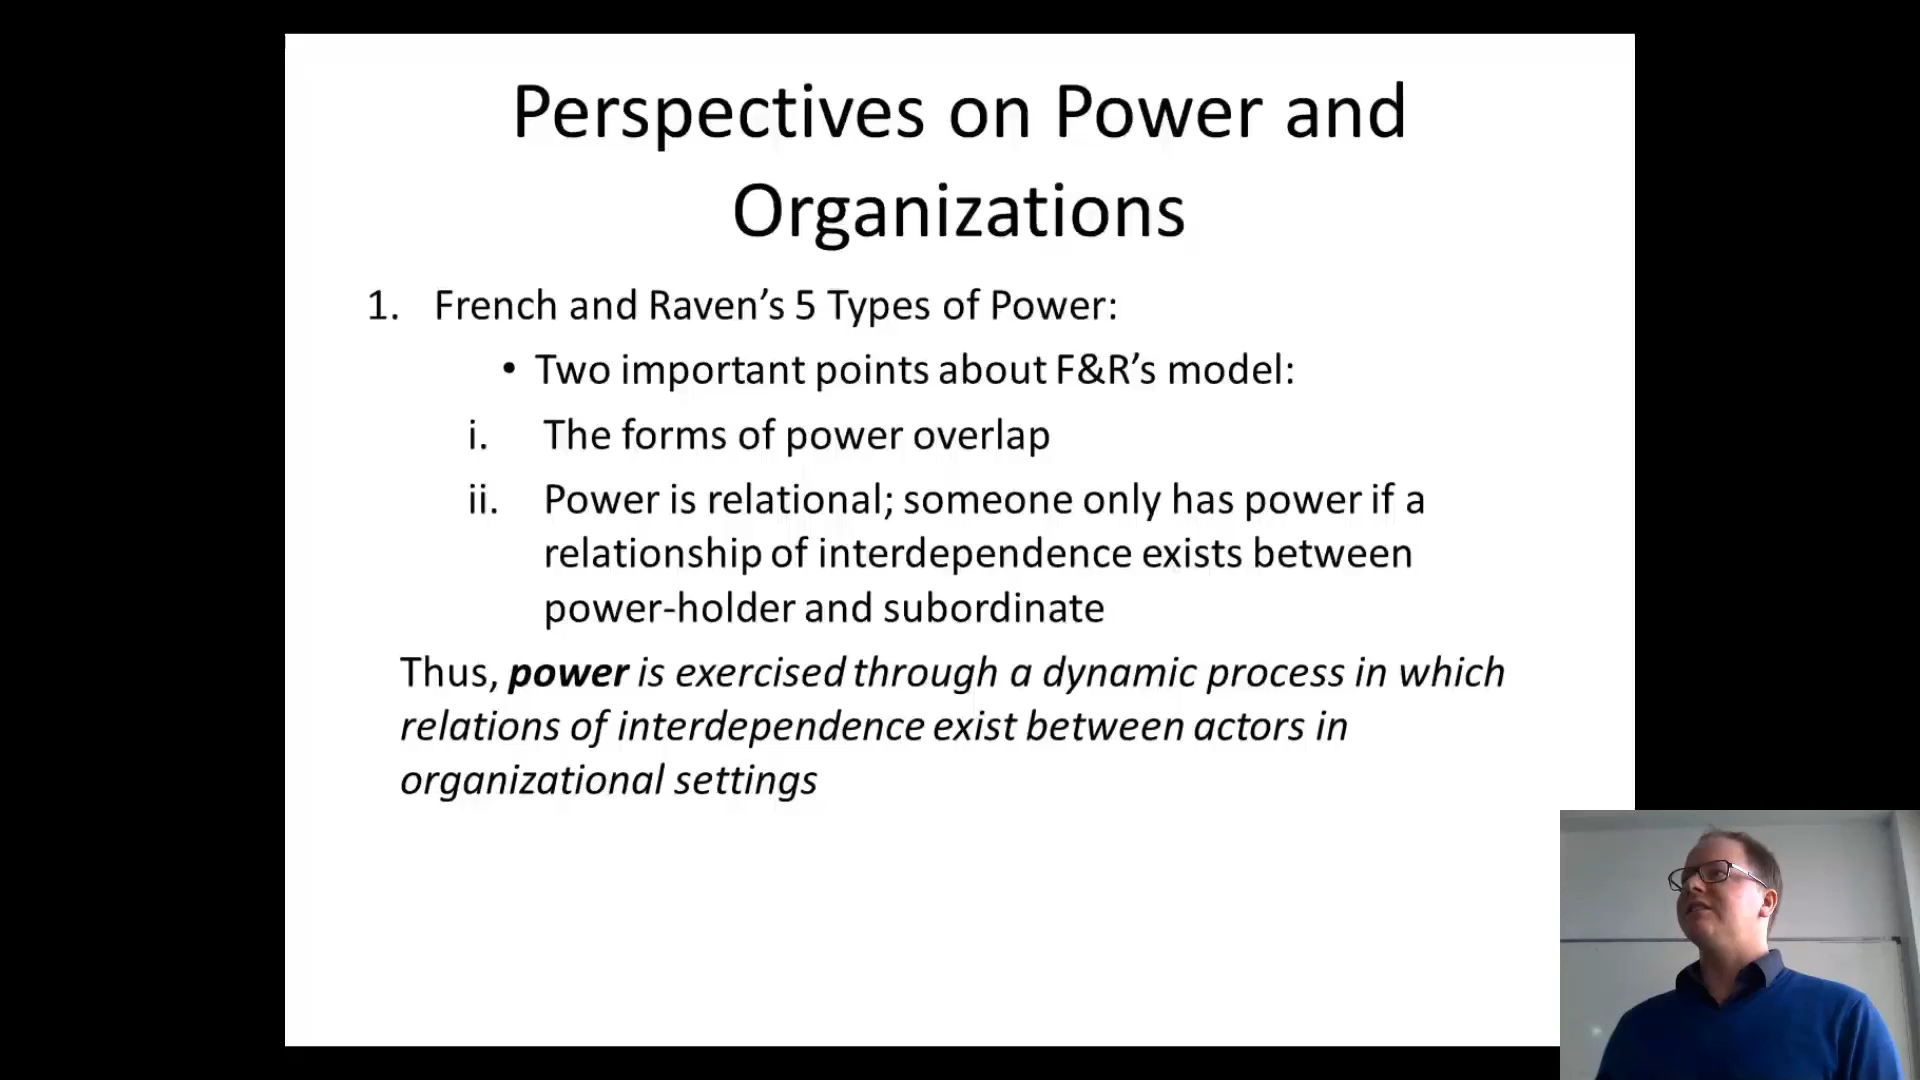 Perspectives on Power and
Organizations
1. French and Raven’s 5 Types of Power:
• Two important points about F&R’s model:
i. The forms of power overlap
ii. Power is relational; someone only has power if a
relationship of interdependence exists between
power-holder and subordinate
Thus, power is exercised through a dynamic process in which
relations of interdependence exist between actors in
organizational settings